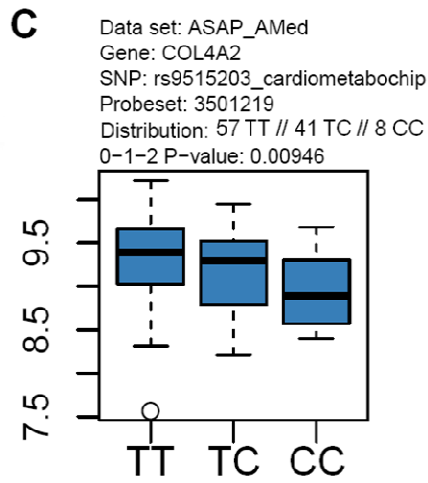 C
Data set: ASAP_AMed
Gene: COL4A2
SNP: rs9515203_cardiometabochip
Probeset: 3501219
Distribution: 57 TT // 41 TC // 8 CC
0−1−2 P−value: 0.00946
9.5
8.5
7.5
TT TC CC